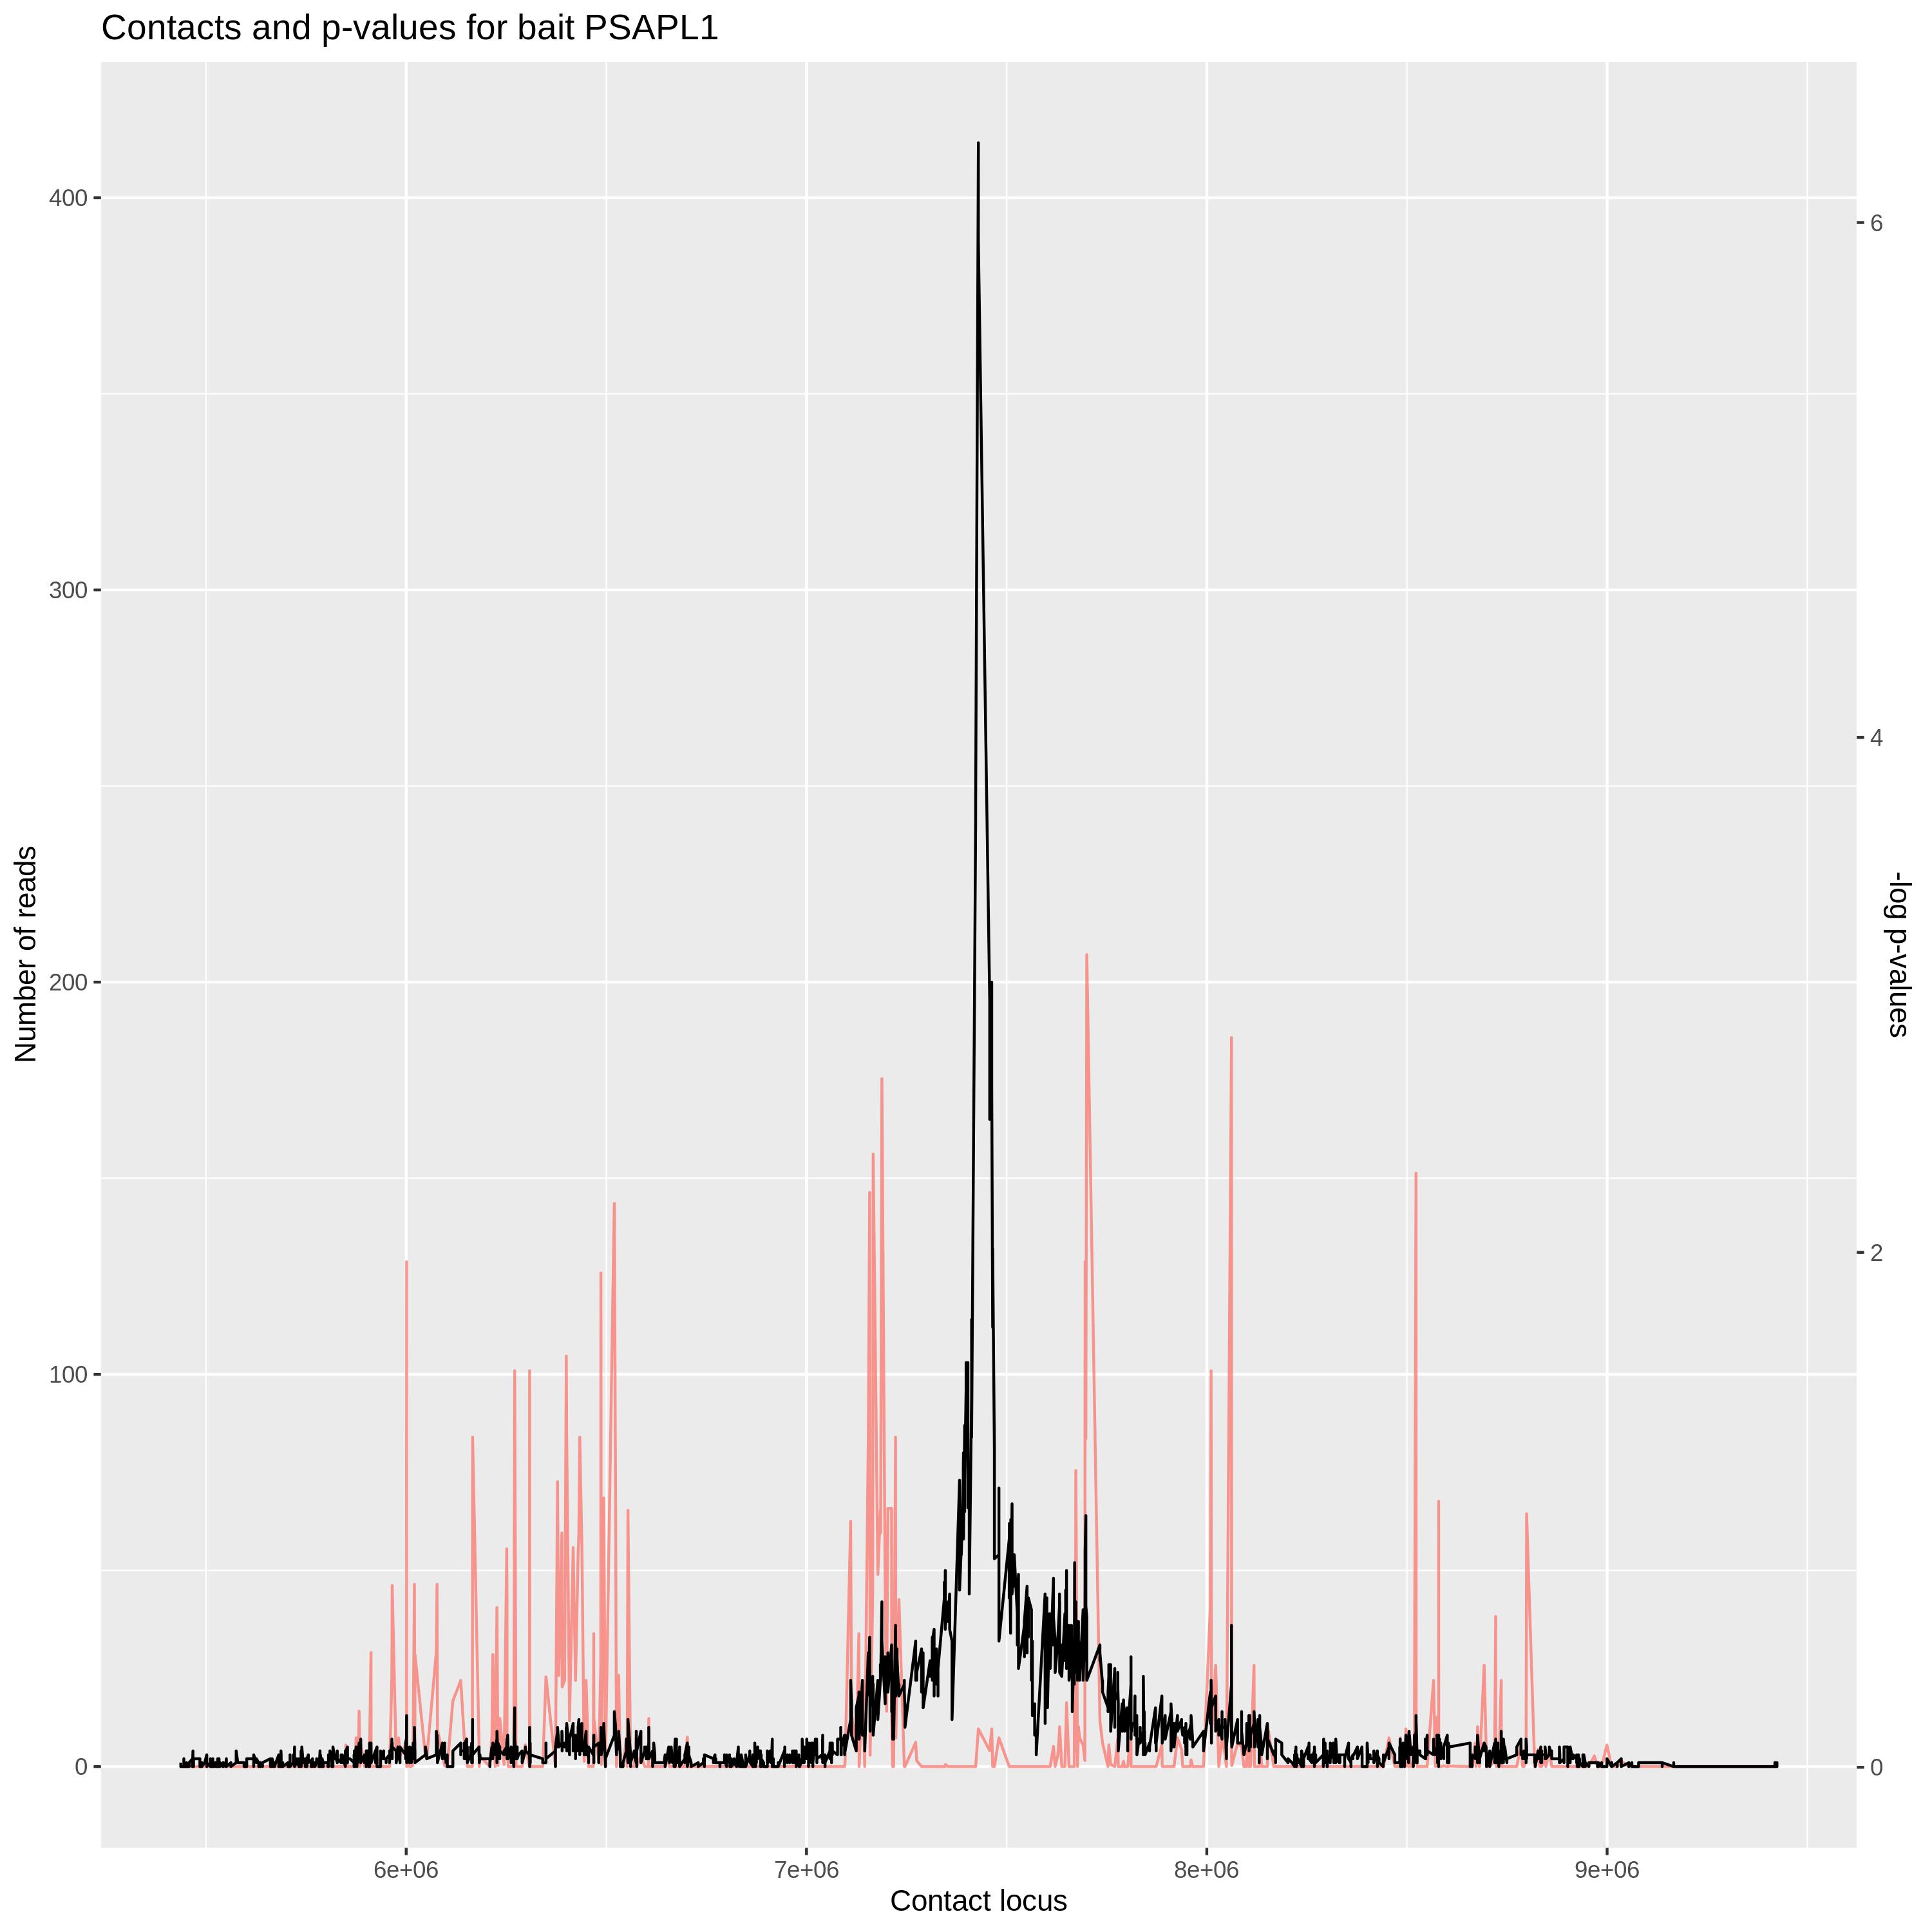 Contacts and p-values for bait PSAPL1
400
300
200
100
0
Number of reads
6
4
2
0
-log p-values
6e+06
7e+06
8e+06
9e+06
Contact locus